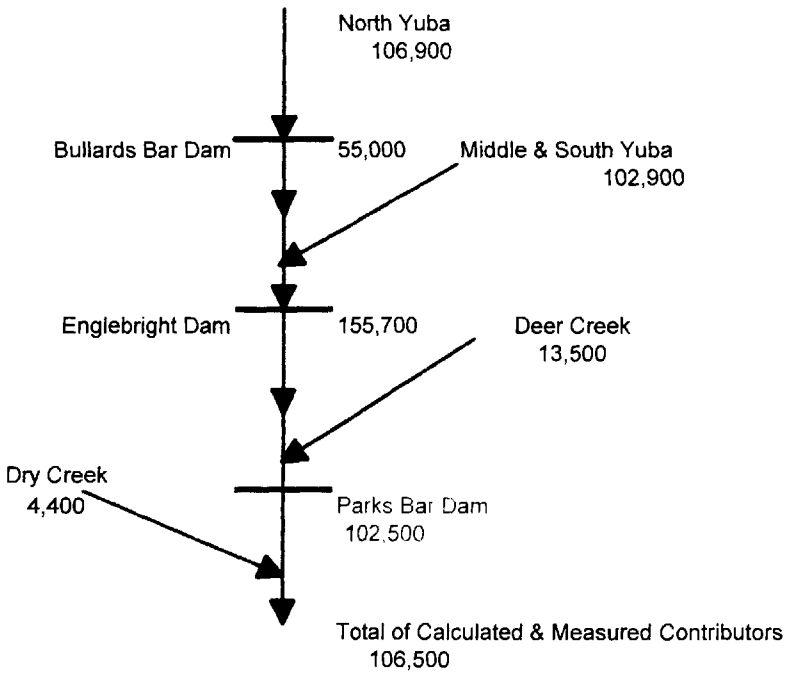 North Yuba
106,900
Bullards Bar Dam
55,000
Middle & South Yuba
102,900
Englebright Dam
155,700
Deer Creek
13,500
Dry Creek
4,400
Parks Bar Dam
102,500
Total of Calculated & Measured Contributors
106,500